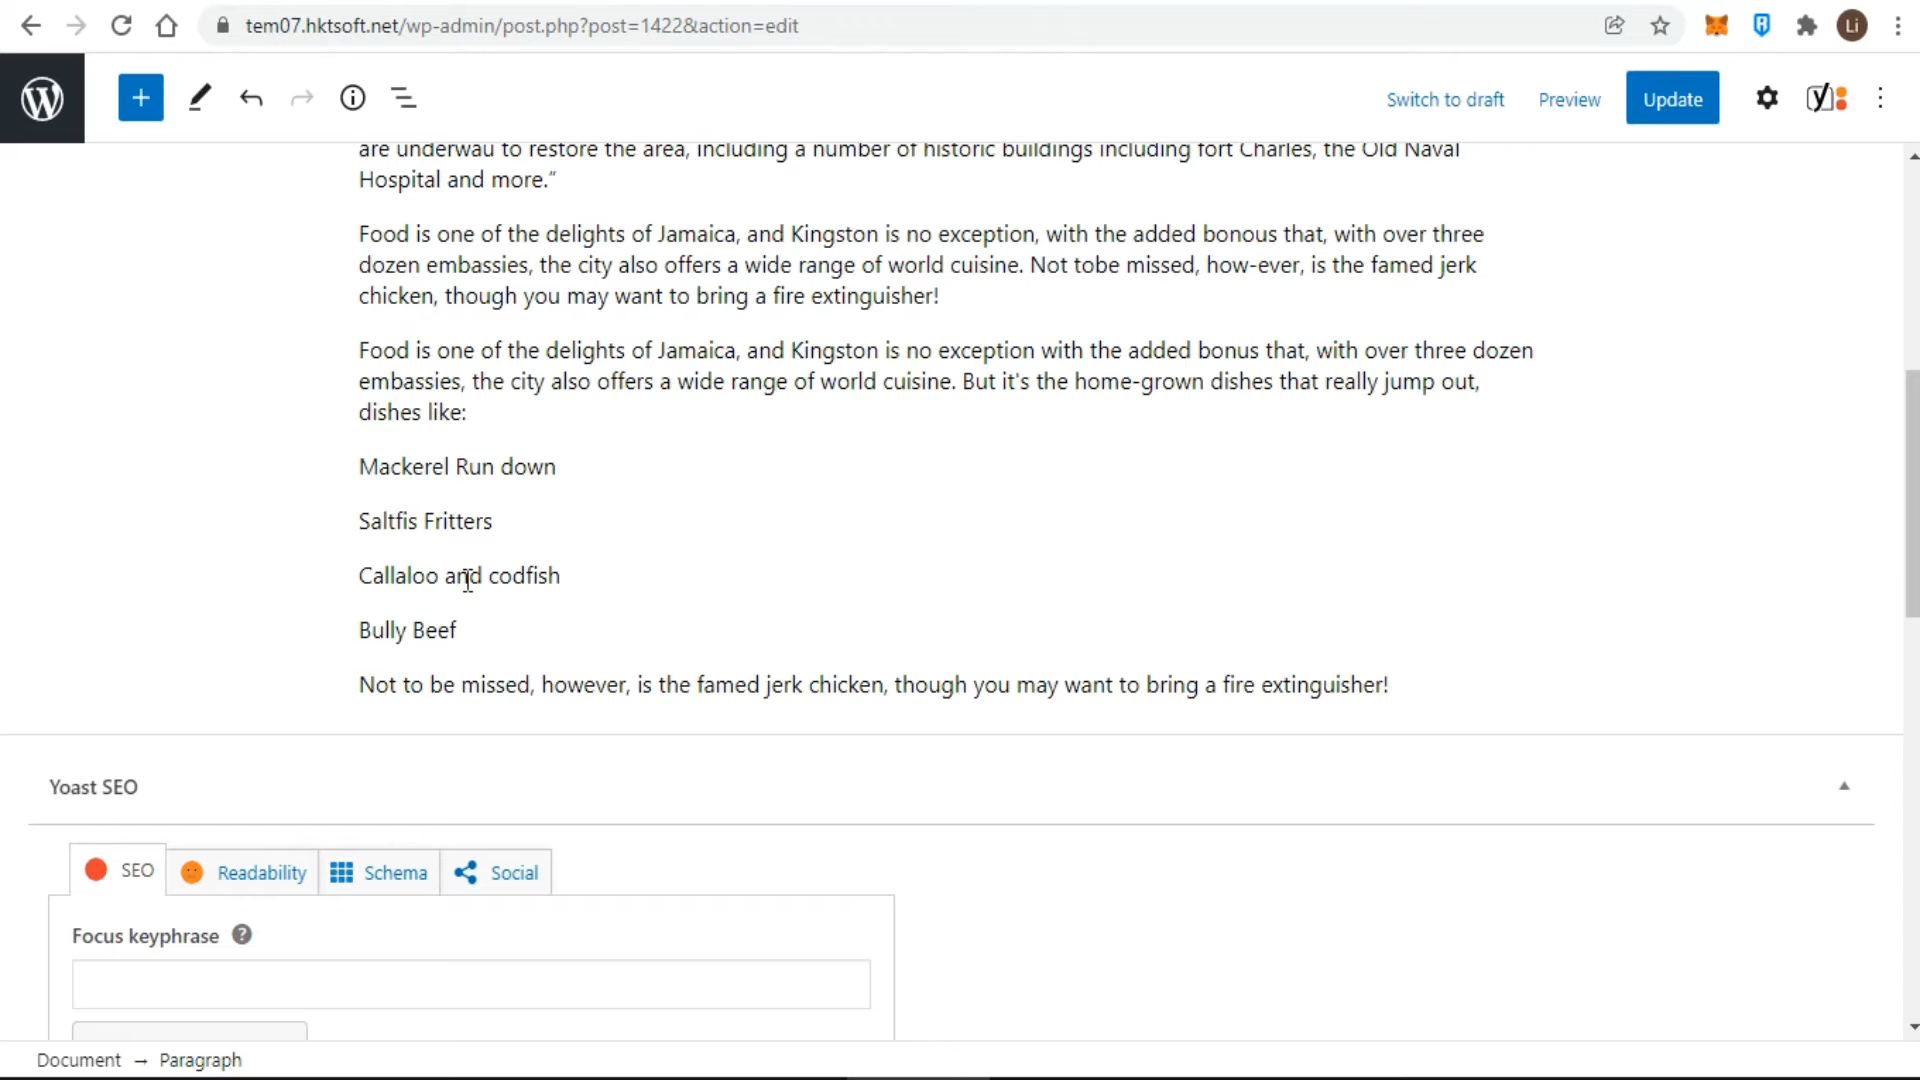 tem07.hktsoft.net/wp-admin/post.php?post=1422&action=edit
Li
Switch to draft
Preview
Update
are underwau to restore the area, including a number of historic buildings including fort Charles, the Old Naval
Hospital and more.“
Food is one of the delights of Jamaica, and Kingston is no exception, with the added bonous that, with over three
dozen embassies, the city also offers a wide range of world cuisine. Not tobe missed, how-ever, is the famed jerk
chicken, though you may want to bring a fire extinguisher!
Food is one of the delights of Jamaica, and Kingston is no exception with the added bonus that, with over three dozen
embassies, the city also offers a wide range of world cuisine. But it's the home-grown dishes that really jump out,
dishes like:
Mackerel Run down
Saltfis Fritters
Callaloo and codfish
Bully Beef
Not to be missed, however, is the famed jerk chicken, though you may want to bring a fire extinguisher!
Yoast SEO
SEO
Readability
Schema
Social
Focus keyphrase
Document → Paragraph